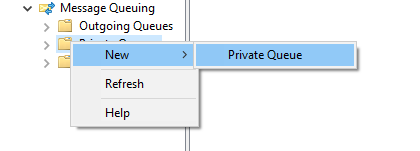 Message Queuing
Outgoing Queues
New
Private Queue
Refresh
Help